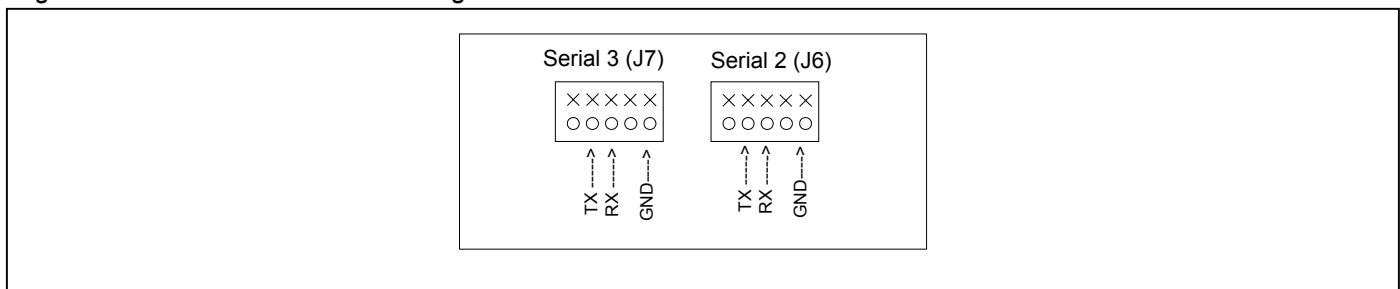 Serial 3 (J7) Serial 2 (J6)
TX ------> RX ------> GND----> TX ------> RX ------> GND---->